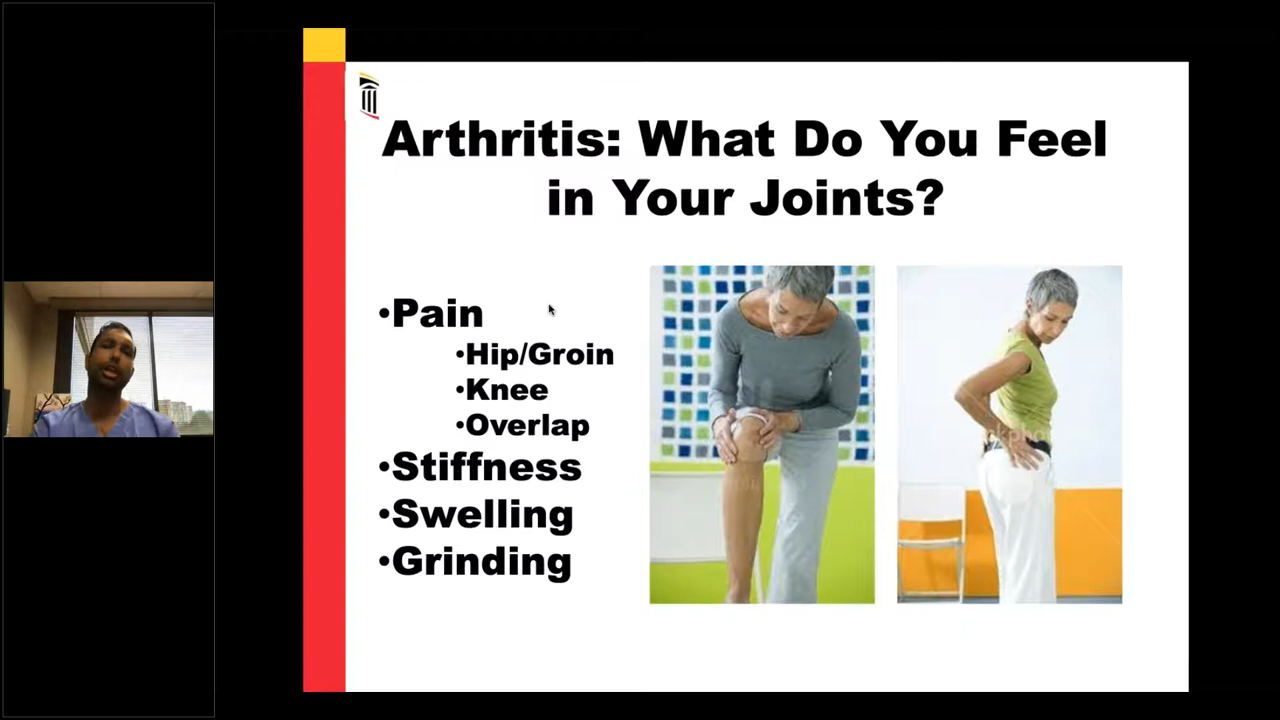 Arthritis: What Do You Feel
in Your Joints?
•Pain
•Hip/Groin
•Knee
•Overlap
•Stiffness
•Swelling
•Grinding